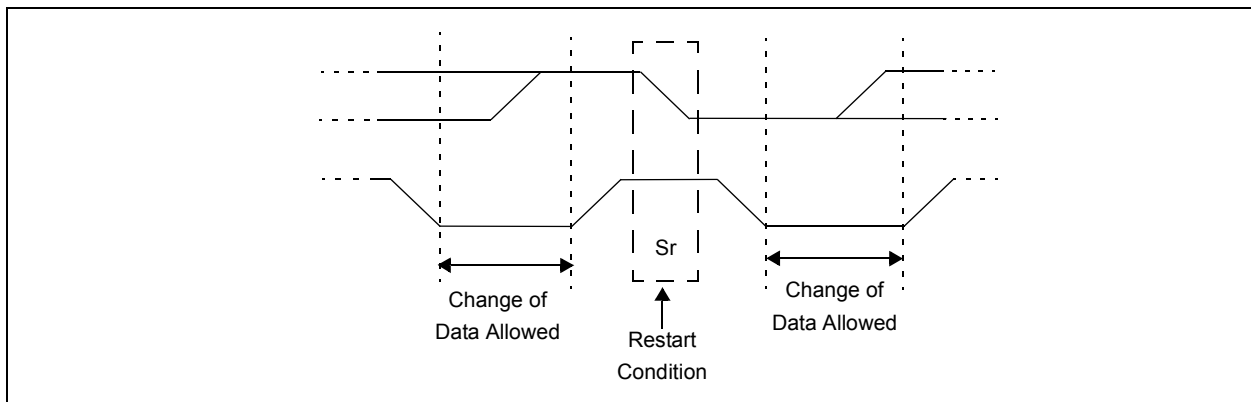 Sr
Change of
Data Allowed
Restart
Condition
Change of
Data Allowed